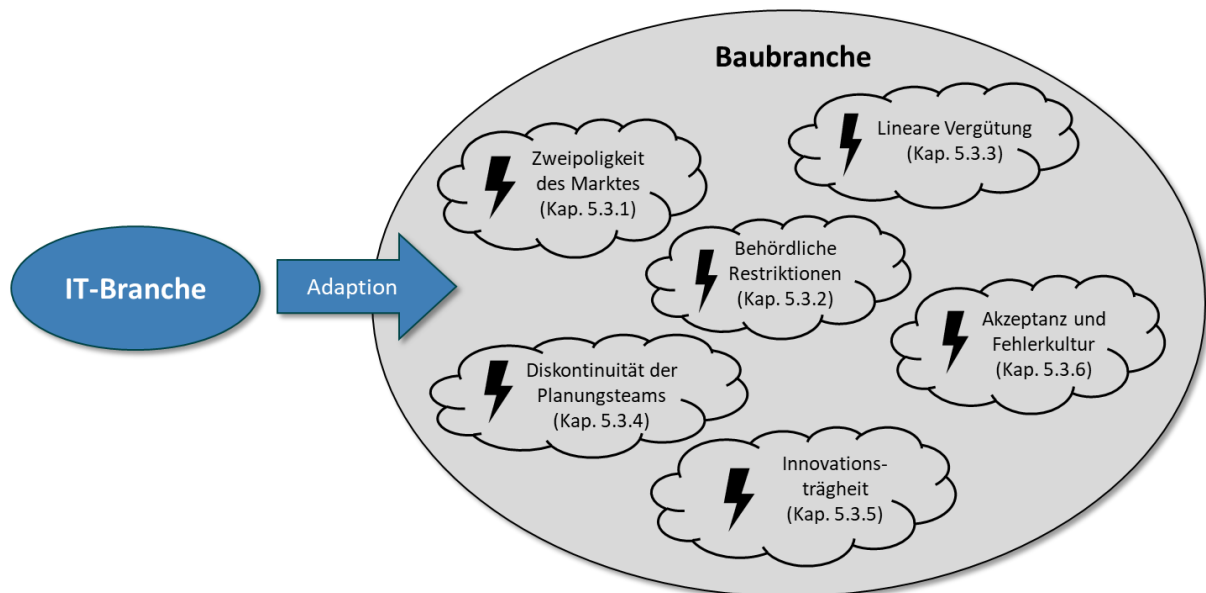 Baubranche
Lineare Vergütung
(Kap. 5.3.3)
Zweipoligkeit
des Marktes
(Kap. 5.3.1)
Behördliche
Restriktionen
(Kap. 5.3.2)
IT-Branche
Adaption
Akzeptanz und
Fehlerkultur
(Kap. 5.3.6)
Diskontinuität der
Planungsteams
(Kap. 5.3.4)
Innovations-
trägheit
(Kap. 5.3.5)